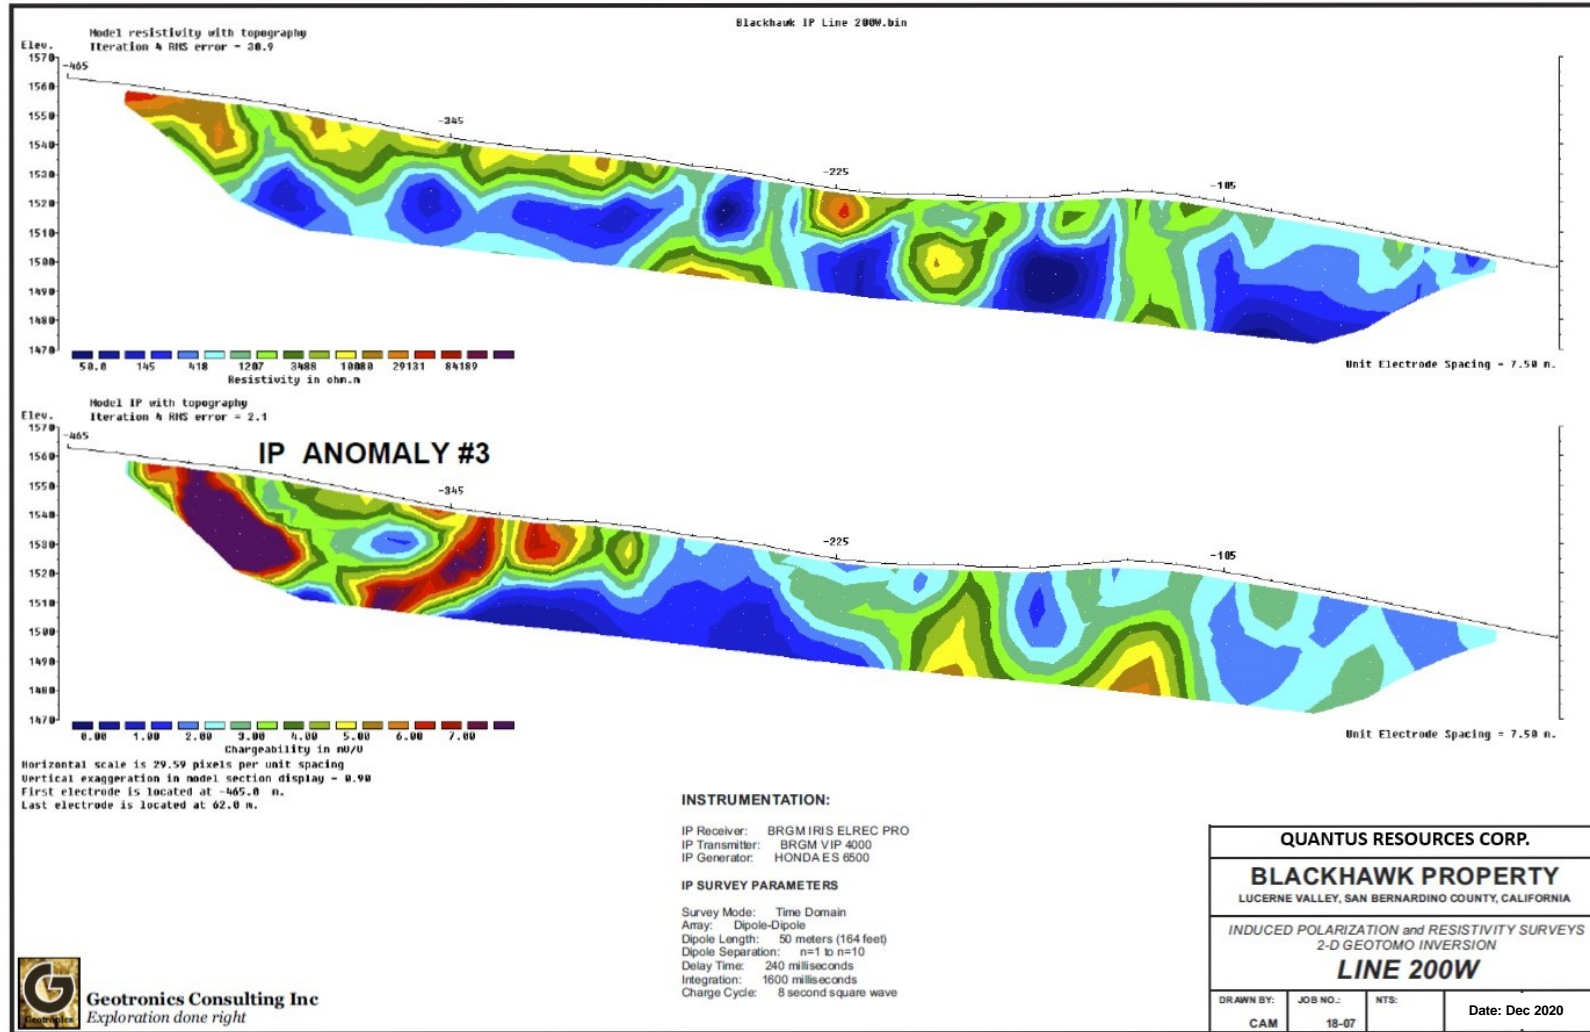 Blackhawk IP Line 200W.bin
Model resistivity with topography
Elev. Iteration 4 RMS error = 30.9
1570
-465
1560
1550
1540
-345
1530
-225
1520
-105
1510
1500
1490
1480
1470
50.0 145 418 1207 3488 10080 29131 84189
Resistivity in ohm.m
Unit Electrode Spacing = 7.50 m.
Model IP with topography
Elev. Iteration 4 RMS error = 2.1
1570
-465
IP ANOMALY #3
1560
1550
-345
1540
1530
-225
1520
-105
1510
1500
1490
1480
1470
0.00 1.00 2.00 3.00 4.00 5.00 6.00 7.00
Chargeability in mV/V
Unit Electrode Spacing = 7.50 m.
Horizontal scale is 29.59 pixels per unit spacing
Vertical exaggeration in model section display = 0.90
First electrode is located at -465.0 m.
Last electrode is located at 62.0 m.
INSTRUMENTATION:
IP Receiver: BRGM IRIS ELREC PRO
IP Transmitter: BRGM VIP 4000
IP Generator: HONDA ES 6500
IP SURVEY PARAMETERS
Survey Mode: Time Domain
Array: Dipole-Dipole
Dipole Length: 50 meters (164 feet)
Dipole Separation: n=1 to n=10
Delay Time: 240 milliseconds
Integration: 1600 milliseconds
Charge Cycle: 8 second square wave
QUANTUS RESOURCES CORP.
BLACKHAWK PROPERTY
LUCERNE VALLEY, SAN BERNARDINO COUNTY, CALIFORNIA
INDUCED POLARIZATION and RESISTIVITY SURVEYS
2-D GEOTOMO INVERSION
LINE 200W
DRAWN BY: JOB NO.: NTS: Date: Dec 2020
CAM 18-07
G
Geotronics
Geotronics Consulting Inc
Exploration done right